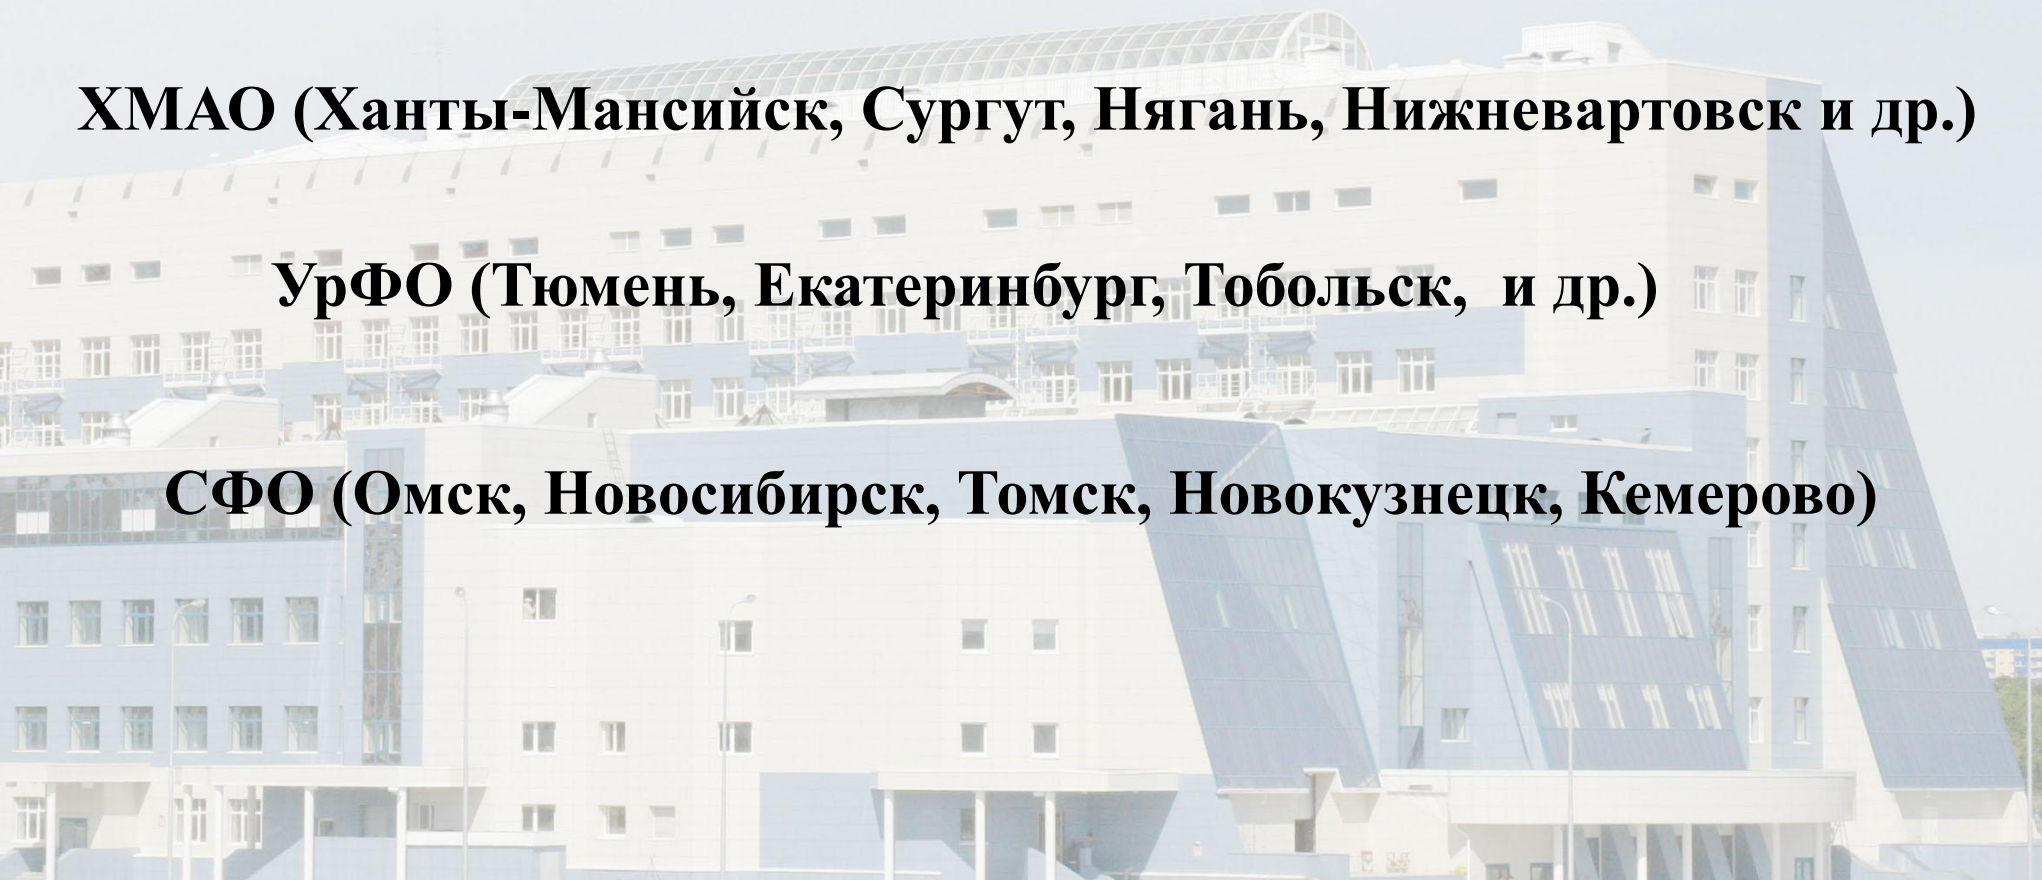 ХМАО (Ханты-Мансийск, Сургут, Нягань, Нижневартовск и др.)
УрФО (Тюмень, Екатеринбург, Тобольск,  и др.)
СФО (Омск, Новосибирск, Томск, Новокузнецк, Кемерово)